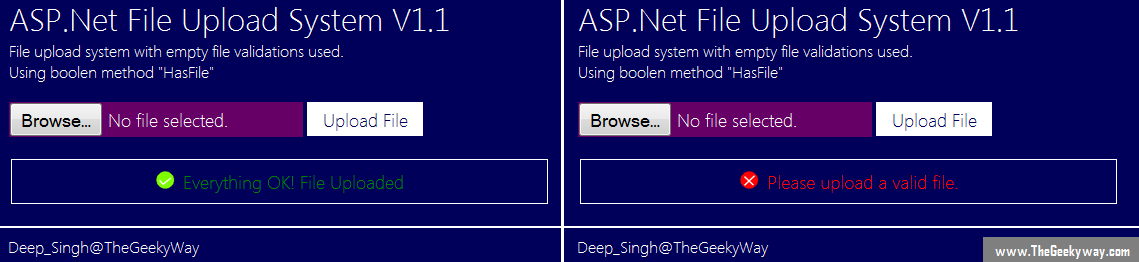 ASP.Net File Upload System V1.1
File upload system with empty file validations used.
Using boolen method "HasFile"
Browse... No file selected. Upload File
Everything OK! File Uploaded
Deep_Singh@TheGeekyWay
ASP.Net File Upload System V1.1
File upload system with empty file validations used.
Using boolen method "HasFile"
Browse... No file selected. Upload File
Please upload a valid file.
Deep_Singh@TheGeekyWay
www.TheGeekyway.com